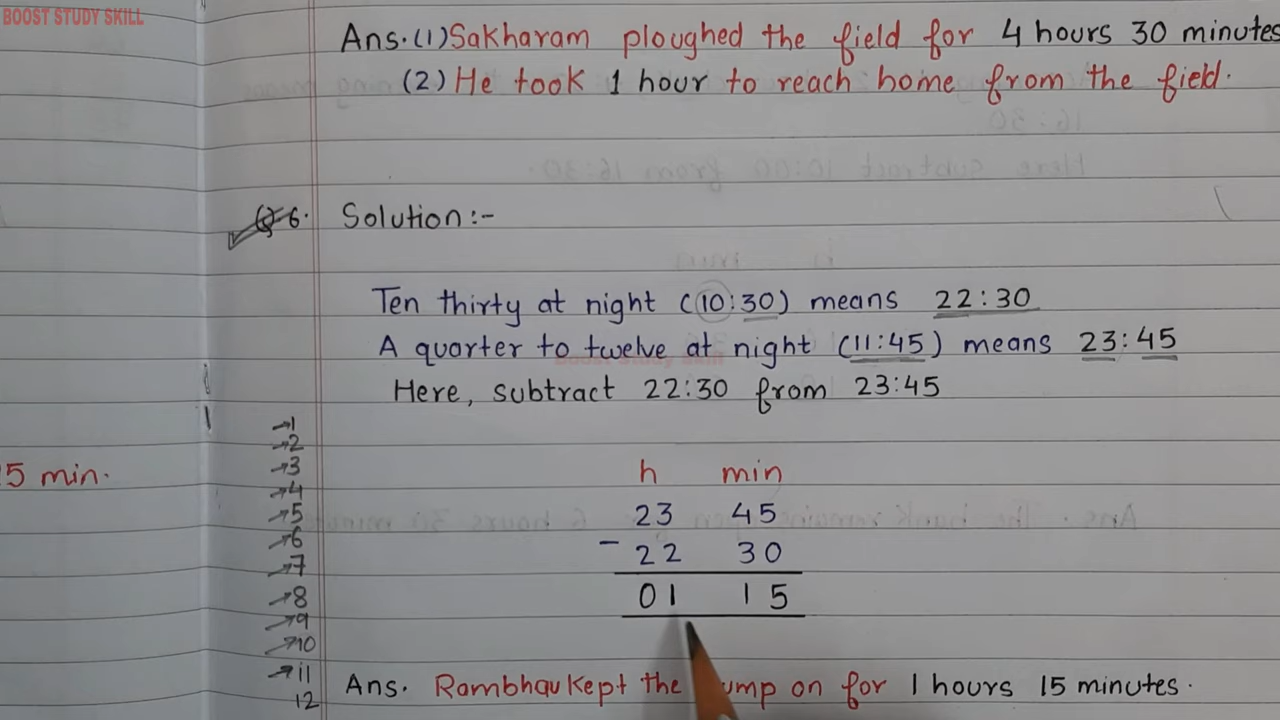 BOOST STUDY SKILL
Ans. (1) Sakharam ploughed the field for 4 hours 30 minutes
(2) He took 1 hour to reach home from the field.
Q6. Solution :-
Ten thirty at night (10:30) means 22:30
A quarter to twelve at night (11:45) means 23:45
Boost Study Skill
Here, subtract 22:30 from 23:45
5 min.
→1
→2
→3
→4
→5
→6
→7
→8
→9
→10
→11
12
h min
23 45
- 22 30
01 15
Ans. Rambhau kept the ump on for 1 hours 15 minutes.